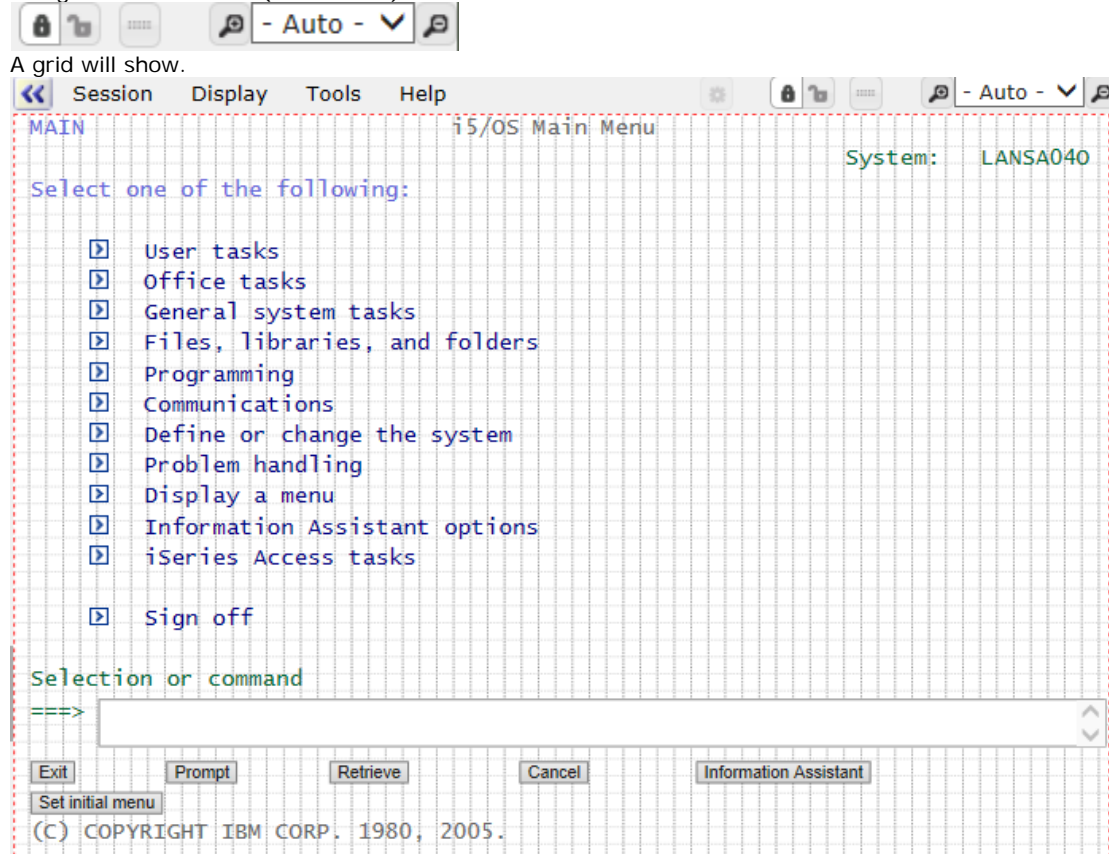 - Auto -
A grid will show.
Session Display Tools Help - Auto -
MAIN i5/OS Main Menu
System: LANSA04O
Select one of the following:
User tasks
Office tasks
General system tasks
Files, libraries, and folders
Programming
Communications
Define or change the system
Problem handling
Display a menu
Information Assistant options
iSeries Access tasks
Sign off
Selection or command
===>
Exit Prompt Retrieve Cancel Information Assistant
Set initial menu
(C) COPYRIGHT IBM CORP. 1980, 2005.